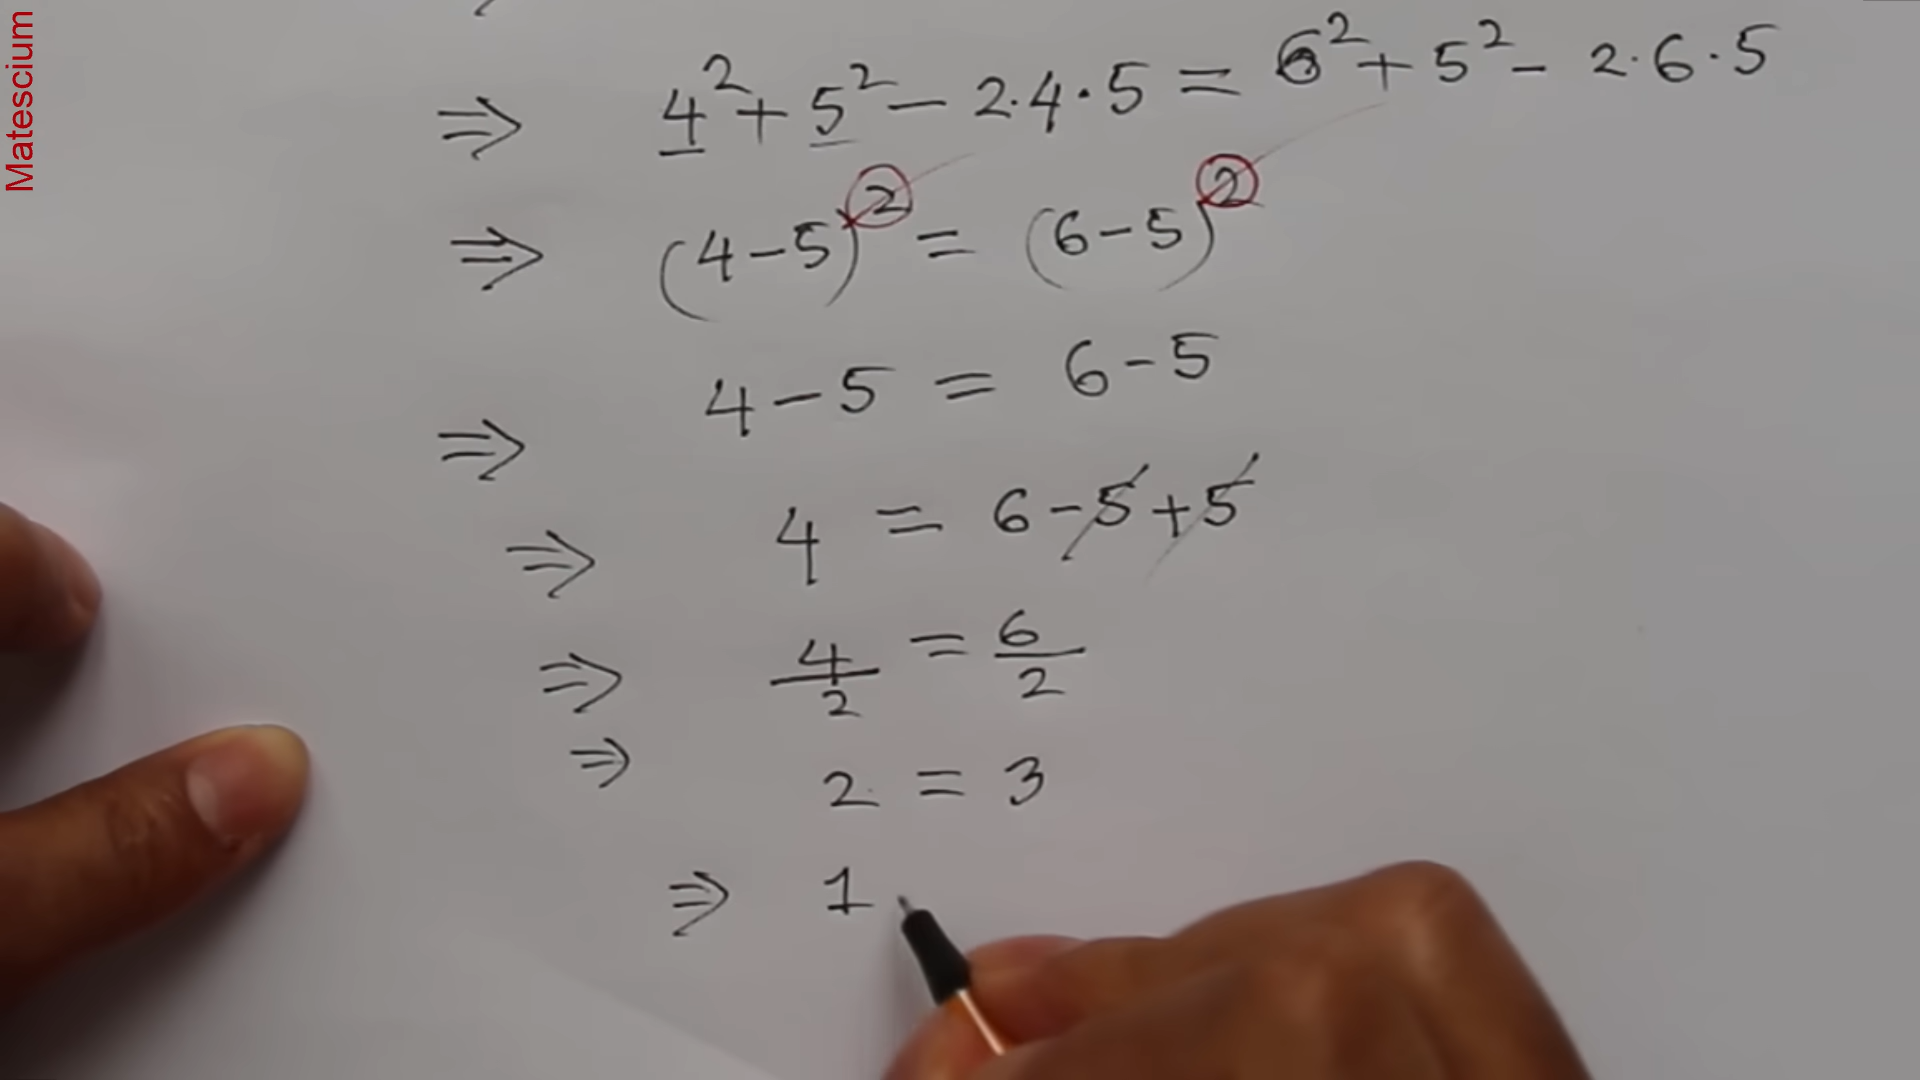 Matescium
⇒ 4² + 5² − 2·4·5 = 6² + 5² − 2·6·5
⇒ (4−5)² = (6−5)²
⇒ 4−5 = 6−5
⇒ 4 = 6−5+5
⇒ 4/2 = 6/2
⇒ 2 = 3
⇒ 1